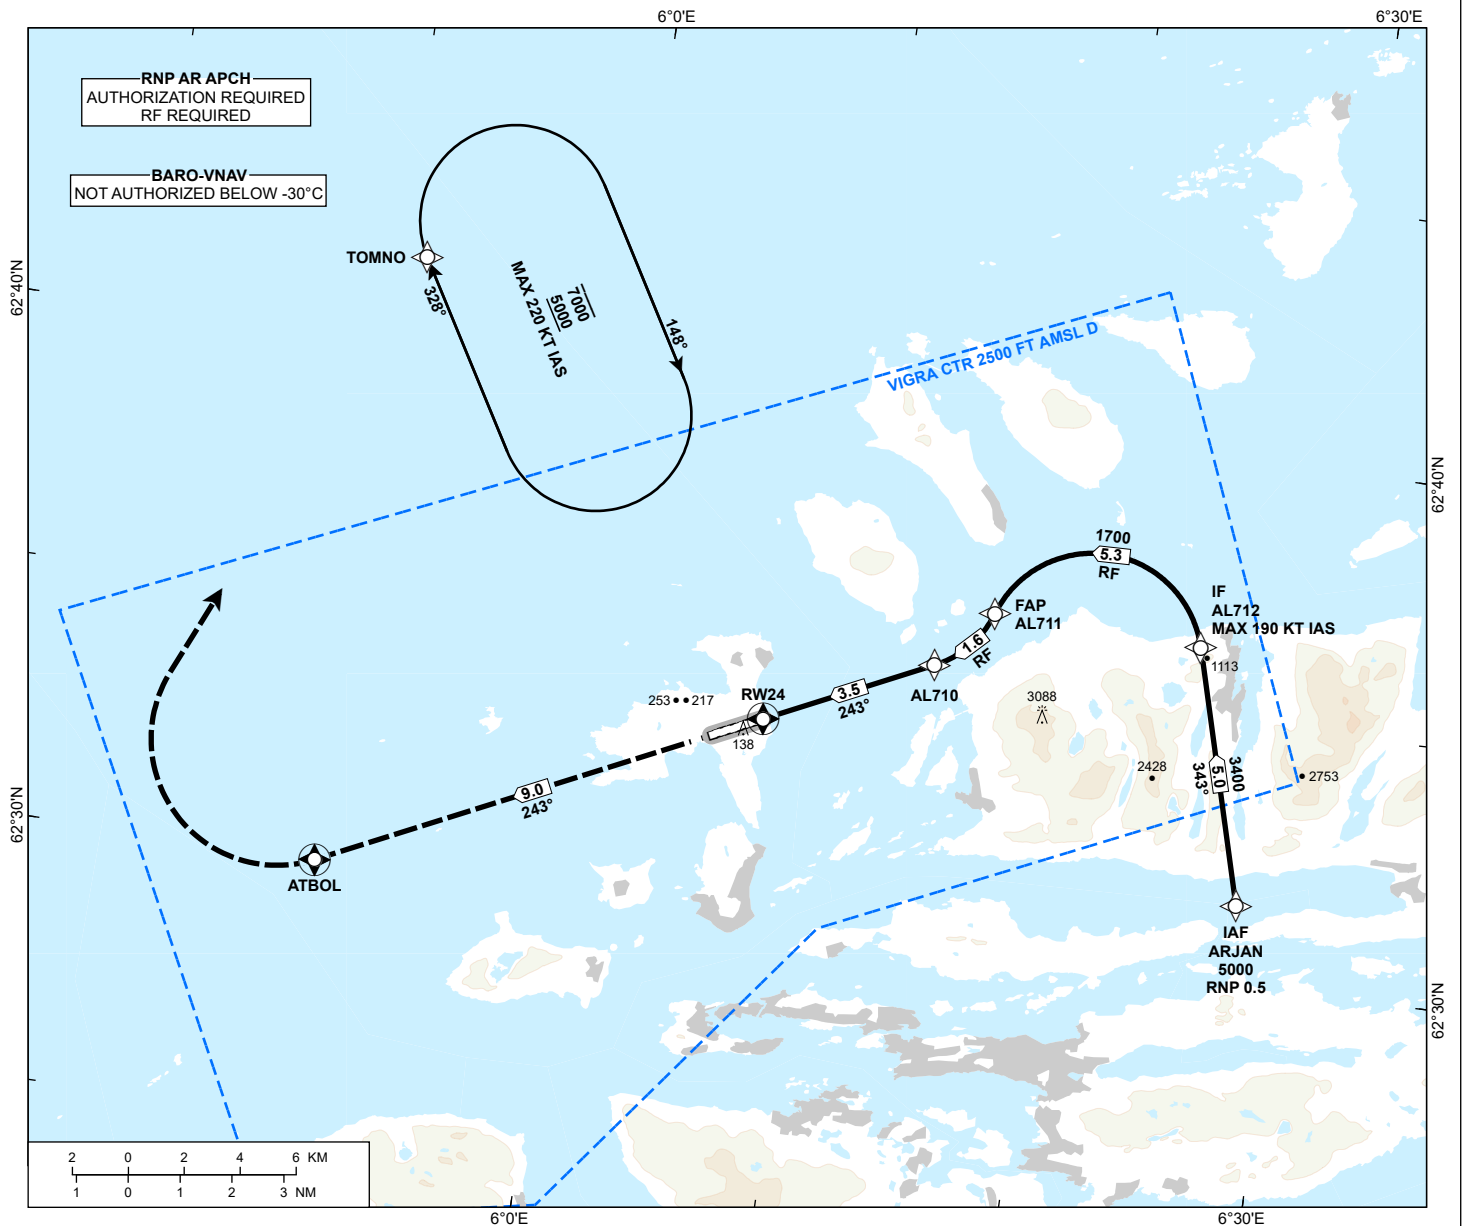 6°0'E
6°30'E
RNP AR APCH
AUTHORIZATION REQUIRED
RF REQUIRED
BARO-VNAV
NOT AUTHORIZED BELOW -30°C
TOMNO
328°
7000
5000
MAX 220 KT IAS
148°
62°40'N
VIGRA CTR 2500 FT AMSL D
62°40'N
1700
5.3
RF
IF
AL712
MAX 190 KT IAS
1113
FAP
AL711
1.6
RF
AL710
3.5
243°
RW24
253
217
138
3088
2428
2753
3400
5.0
343°
9.0
243°
ATBOL
62°30'N
IAF
ARJAN
5000
RNP 0.5
62°30'N
2 0 2 4 6 KM
1 0 1 2 3 NM
6°0'E
6°30'E